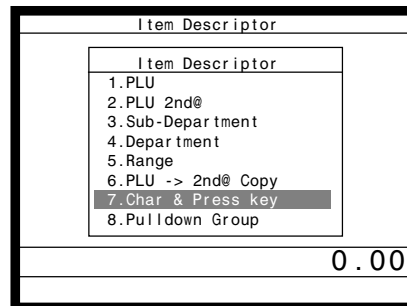 Item Descriptor
Item Descriptor
1.PLU
2.PLU 2nd@
3.Sub-Department
4.Department
5.Range
6.PLU -> 2nd@ Copy
7.Char & Press key
8.Pulldown Group
0.00